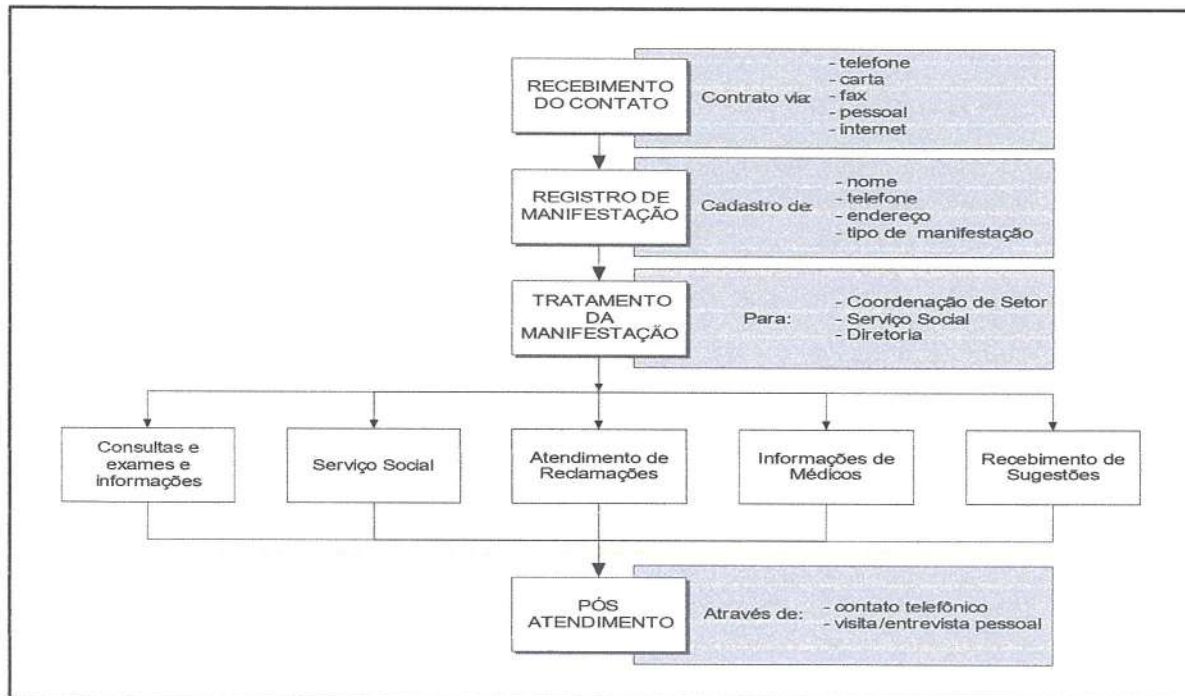 RECEBIMENTO
DO CONTATO
Contrato via:
- telefone
- carta
- fax
- pessoal
- internet
REGISTRO DE
MANIFESTAÇÃO
Cadastro de:
- nome
- telefone
- endereço
- tipo de manifestação
TRATAMENTO
DA
MANIFESTAÇÃO
Para:
- Coordenação de Setor
- Serviço Social
- Diretoria
Consultas e
exames e
informações
Serviço Social
Atendimento de
Reclamações
Informações de
Médicos
Recebimento de
Sugestões
PÓS
ATENDIMENTO
Através de:
- contato telefônico
- visita/entrevista pessoal